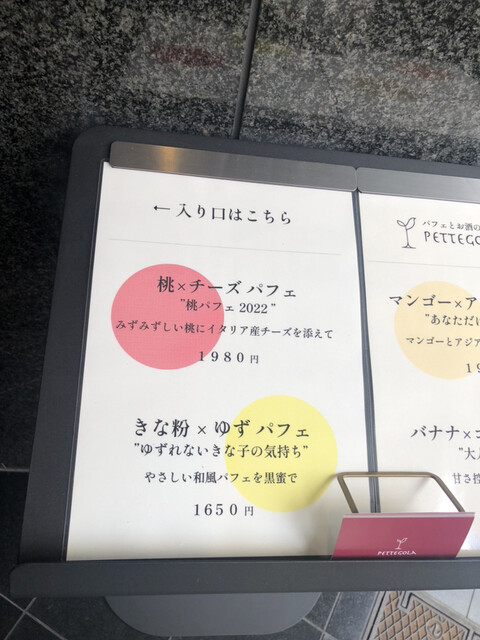 ← 入り口はこちら
桃×チーズ パフェ
"桃パフェ 2022"
みずみずしい桃にイタリア産チーズを添えて
1980円
きな粉 × ゆず パフェ
"ゆずれないきな子の気持ち"
やさしい和風パフェを黒蜜で
1650円
パフェとお酒の
PETTEGOL
マンゴー×ア
"あなただけ
マンゴーとアジア
バナナ×
"大人
甘さ控
PETTEGOLA